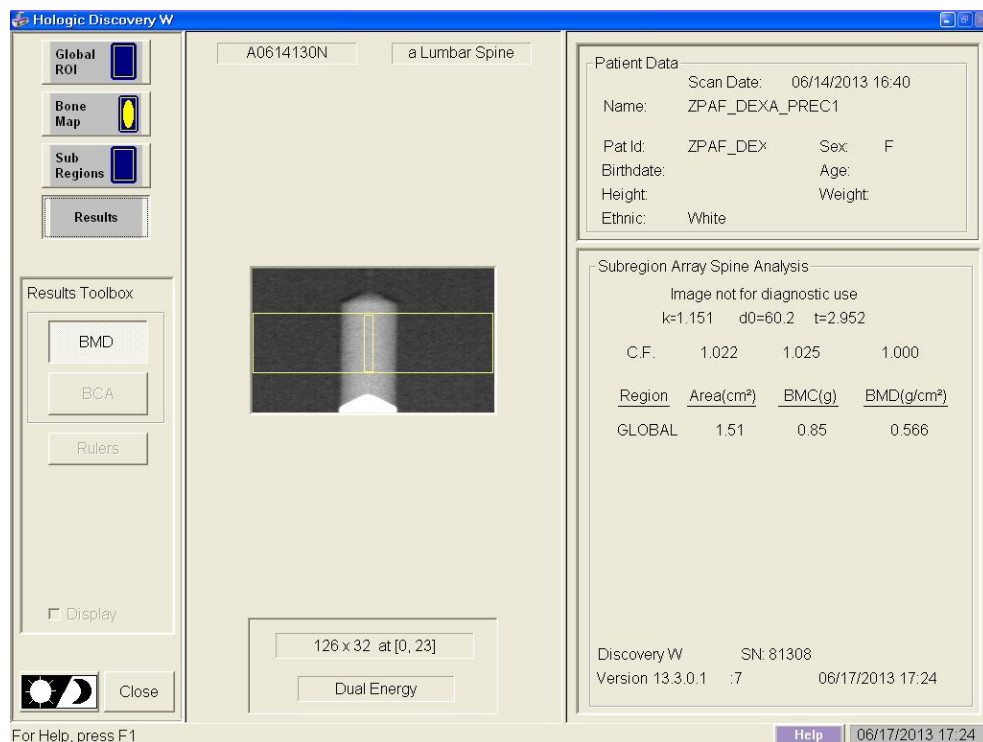 Hologic Discovery W
Global
ROI
Bone
Map
Sub
Regions
Results
Results Toolbox
BMD
BCA
Rulers
Display
Close
A0614130N a Lumbar Spine
126 x 32 at [0, 23]
Dual Energy
Patient Data
Scan Date: 06/14/2013 16:40
Name: ZPAF_DEXA_PREC1
Pat Id: ZPAF_DEX Sex: F
Birthdate: Age:
Height: Weight:
Ethnic: White
Subregion Array Spine Analysis
Image not for diagnostic use
k=1.151 d0=60.2 t=2.952
C.F. 1.022 1.025 1.000
Region Area(cm²) BMC(g) BMD(g/cm²)
GLOBAL 1.51 0.85 0.566
Discovery W SN: 81308
Version 13.3.0.1 :7 06/17/2013 17:24
For Help, press F1 Help 06/17/2013 17:24